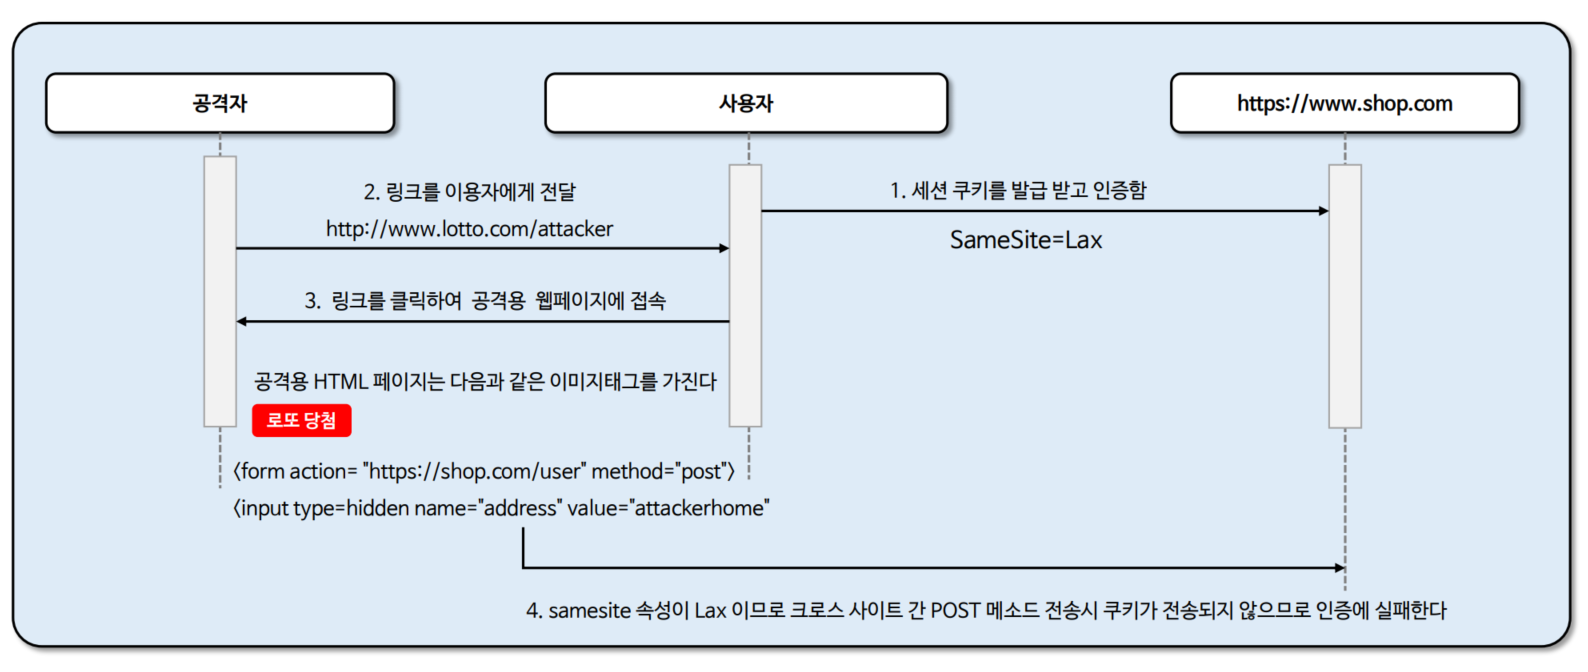 공격자
사용자
https://www.shop.com
2. 링크를 이용자에게 전달
http://www.lotto.com/attacker
1. 세션 쿠키를 발급 받고 인증함
SameSite=Lax
3. 링크를 클릭하여 공격용 웹페이지에 접속
공격용 HTML 페이지는 다음과 같은 이미지태그를 가진다
로또 당첨
<form action= "https://shop.com/user" method="post">
<input type=hidden name="address" value="attackerhome"
4. samesite 속성이 Lax 이므로 크로스 사이트 간 POST 메소드 전송시 쿠키가 전송되지 않으므로 인증에 실패한다